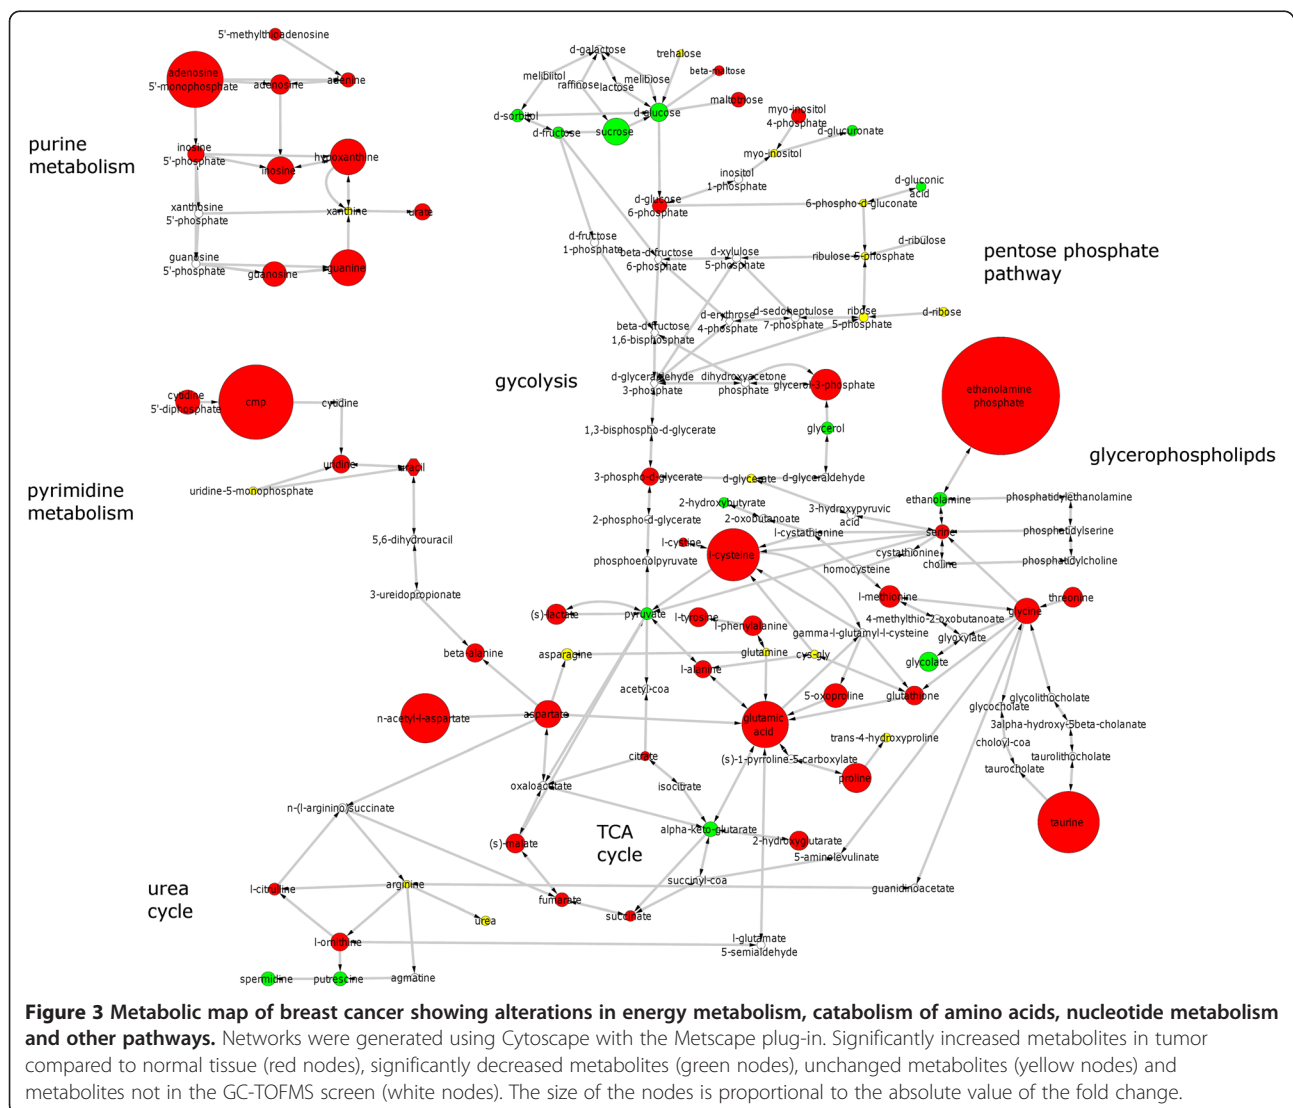 5'-methylthioadenosine
adenosine
5'-monophosphate
adenosine
adenine
purine
metabolism
inosine
5'-phosphate
inosine
hypoxanthine
xanthosine
5'-phosphate
xanthine
urate
guanosine
5'-phosphate
guanosine
guanine
d-galactose
trehalose
melibiitol
melibiose
beta-maltose
raffinose
lactose
maltotriose
d-sorbitol
d-glucose
myo-inositol
4-phosphate
d-fructose
sucrose
d-glucuronate
myo-inositol
inositol
1-phosphate
d-gluconic
acid
d-glucose
6-phosphate
6-phospho-d-gluconate
d-fructose
1-phosphate
beta-d-fructose
6-phosphate
d-xylulose
5-phosphate
d-ribulose
ribulose-5-phosphate
pentose phosphate
pathway
d-erythrose
4-phosphate
d-sedoheptulose
7-phosphate
ribose
5-phosphate
d-ribose
beta-d-fructose
1,6-bisphosphate
gycolysis
d-glyceraldehyde
3-phosphate
dihydroxyacetone
phosphate
glycerol-3-phosphate
ethanolamine
phosphate
cytidine
5'-diphosphate
cmp
cytidine
1,3-bisphospho-d-glycerate
glycerol
glycerophospholipds
uridine
uracil
uridine-5-monophosphate
pyrimidine
metabolism
3-phospho-d-glycerate
d-glycerate
d-glyceraldehyde
2-hydroxybutyrate
ethanolamine
phosphatidylethanolamine
2-phospho-d-glycerate
2-oxobutanoate
3-hydroxypyruvic
acid
l-cystathionine
serine
phosphatidylserine
5,6-dihydrouracil
l-cystine
l-cysteine
cystathionine
choline
phosphatidylcholine
phosphoenolpyruvate
homocysteine
3-ureidopropionate
l-methionine
threonine
(s)-lactate
pyruvate
l-tyrosine
l-phenylalanine
4-methylthio-2-oxobutanoate
glycine
gamma-l-glutamyl-l-cysteine
glyoxylate
beta-alanine
asparagine
glutamine
cys-gly
l-alanine
glycolate
acetyl-coa
5-oxoproline
glutathione
glycolithocholate
glycocholate
n-acetyl-l-aspartate
aspartate
glutamic
acid
3alpha-hydroxy-5beta-cholanate
trans-4-hydroxyproline
choloyl-coa
citrate
(s)-1-pyrroline-5-carboxylate
taurolithocholate
taurocholate
oxaloacetate
isocitrate
proline
n-(l-arginino)succinate
taurine
TCA
cycle
alpha-keto-glutarate
(s)-malate
2-hydroxyglutarate
5-aminolevulinate
urea
cycle
l-citrulline
arginine
succinyl-coa
guanidinoacetate
fumarate
succinate
urea
l-ornithine
l-glutamate
5-semialdehyde
spermidine
putrescine
agmatine
Figure 3 Metabolic map of breast cancer showing alterations in energy metabolism, catabolism of amino acids, nucleotide metabolism
and other pathways. Networks were generated using Cytoscape with the Metscape plug-in. Significantly increased metabolites in tumor
compared to normal tissue (red nodes), significantly decreased metabolites (green nodes), unchanged metabolites (yellow nodes) and
metabolites not in the GC-TOFMS screen (white nodes). The size of the nodes is proportional to the absolute value of the fold change.